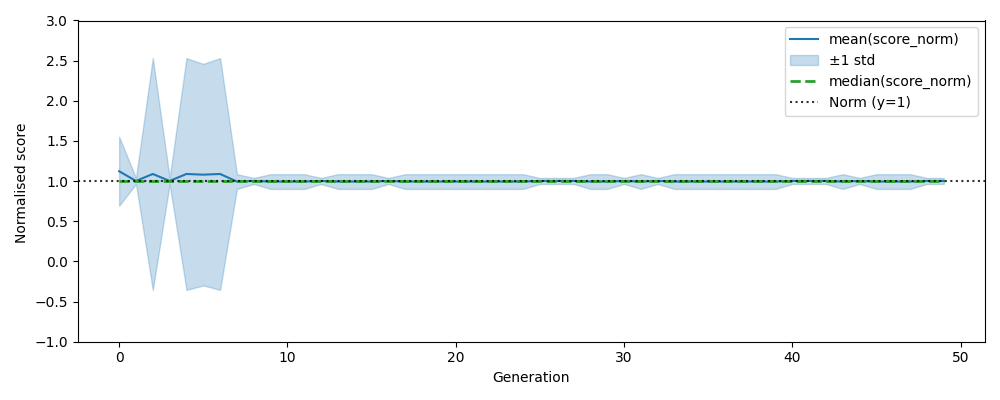 3.0
2.5
2.0
1.5
1.0
0.5
0.0
−0.5
−1.0
Normalised score
0 10 20 30 40 50
Generation
mean(score_norm)
±1 std
median(score_norm)
Norm (y=1)